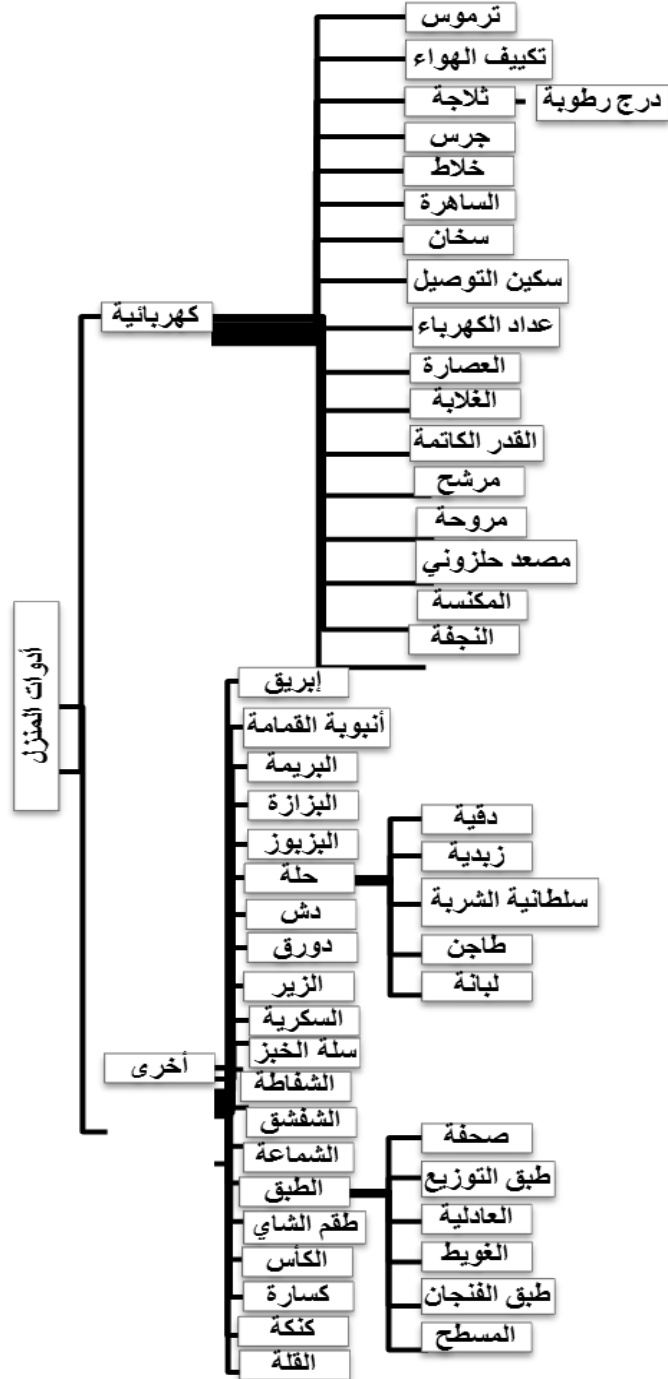 أدوات المنزل
كهربائية
ترموس
تكييف الهواء
ثلاجة
درج رطوبة
جرس
خلاط
الساهرة
سخان
سكين التوصيل
عداد الكهرباء
العصارة
الغلابة
القدر الكاتمة
مرشح
مروحة
مصعد حلزوني
المكنسة
النجفة
أخرى
إبريق
أنبوبة القمامة
البريمة
البزازة
البزبوز
حلة
دقية
زبدية
سلطانية الشربة
طاجن
لبانة
دش
دورق
الزير
السكرية
سلة الخبز
الشفاطة
الشفشق
الشماعة
الطبق
صحفة
طبق التوزيع
العادلية
الغويط
طبق الفنجان
المسطح
طقم الشاي
الكأس
كسارة
كنكة
القلة